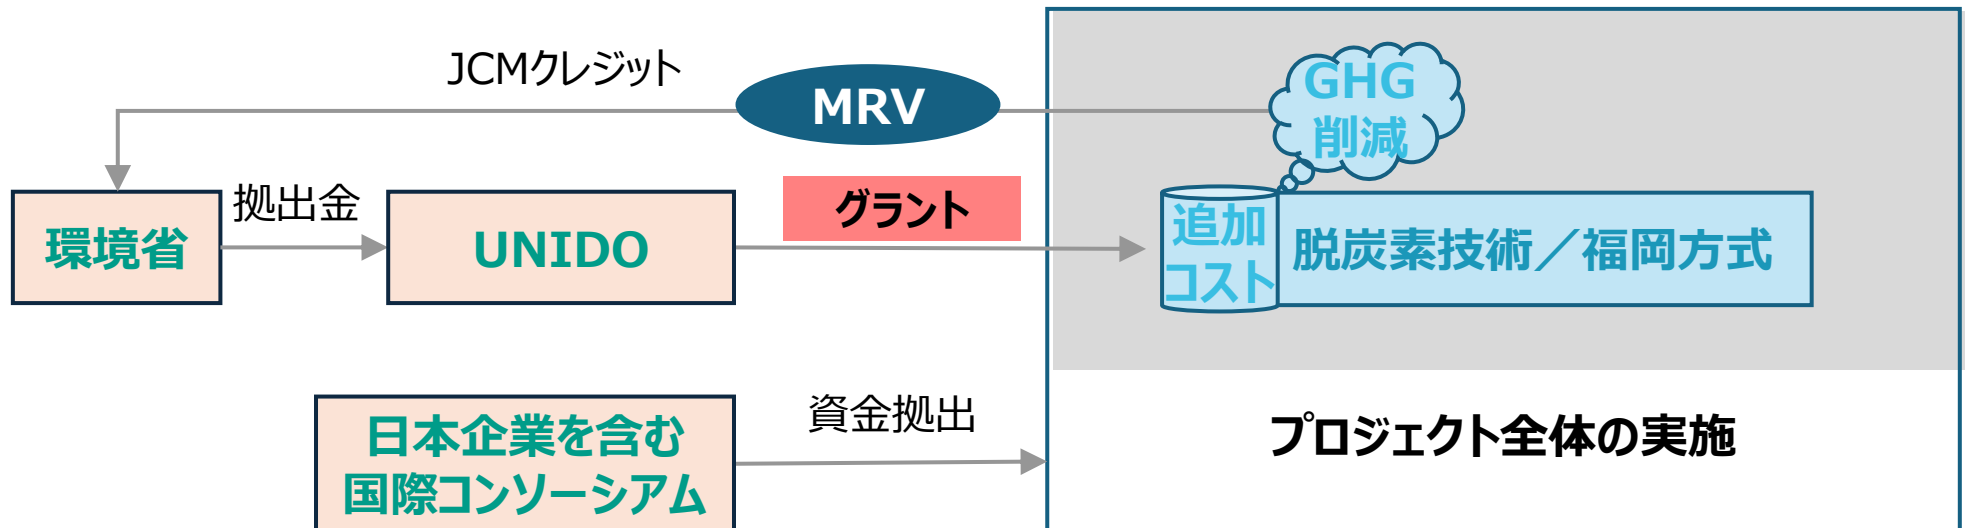 JCMクレジット
MRV
GHG
削減
環境省
拠出金
UNIDO
グラント
追加
コスト
脱炭素技術／福岡方式
日本企業を含む
国際コンソーシアム
資金拠出
プロジェクト全体の実施